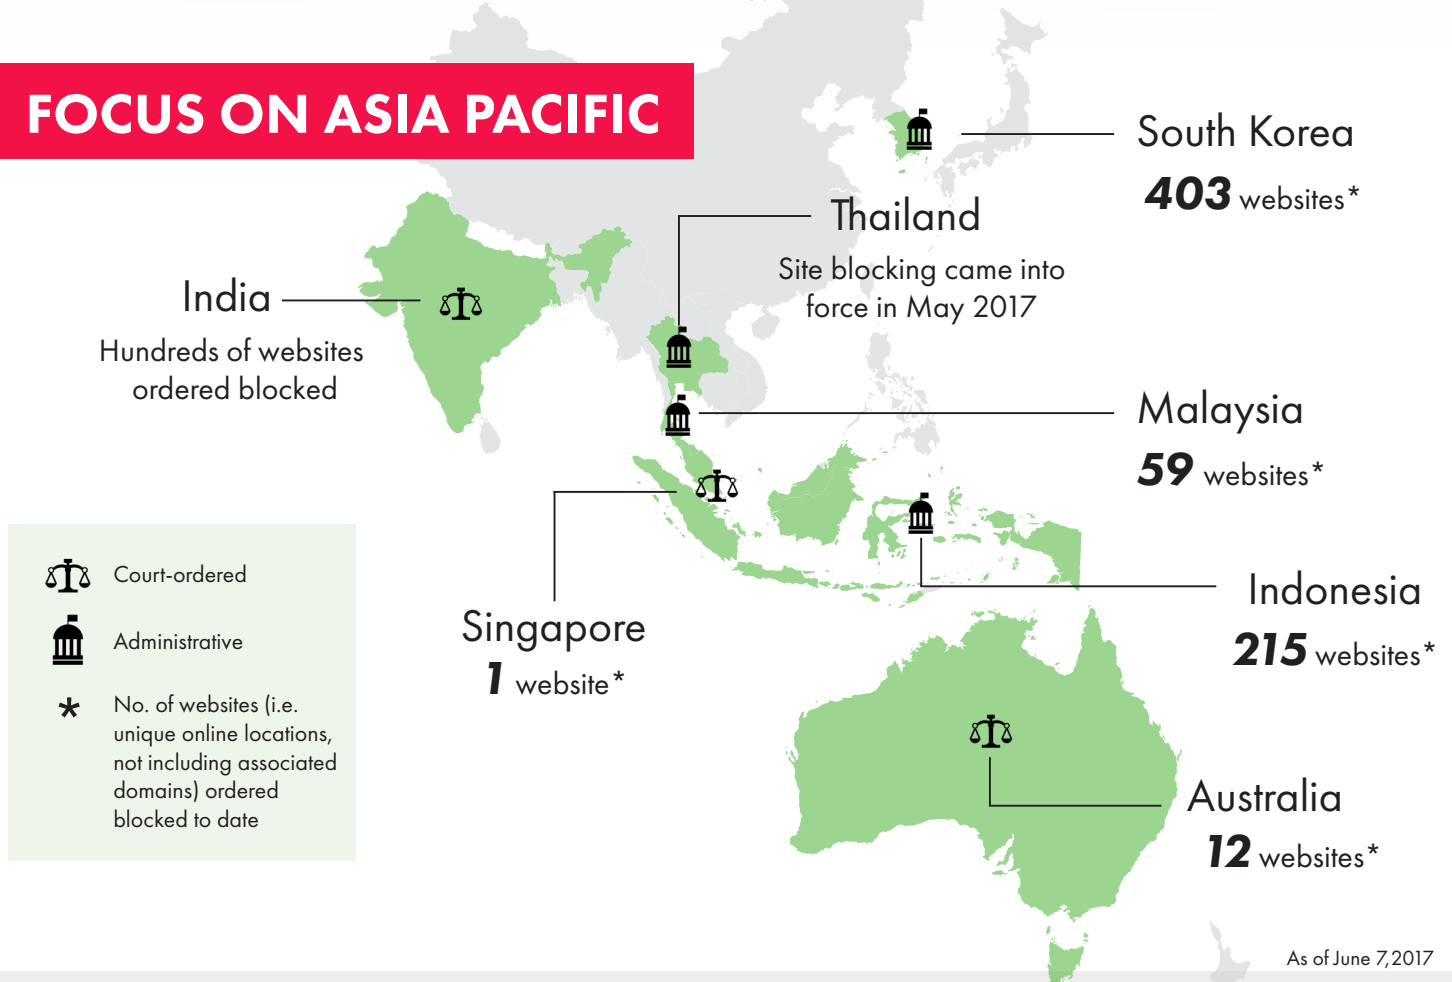 FOCUS ON ASIA PACIFIC
South Korea
403 websites*
Thailand
Site blocking came into
force in May 2017
India
Hundreds of websites
ordered blocked
Malaysia
59 websites*
Singapore
1 website*
Indonesia
215 websites*
Australia
12 websites*
Court-ordered
Administrative
* No. of websites (i.e.
unique online locations,
not including associated
domains) ordered
blocked to date
As of June 7,2017